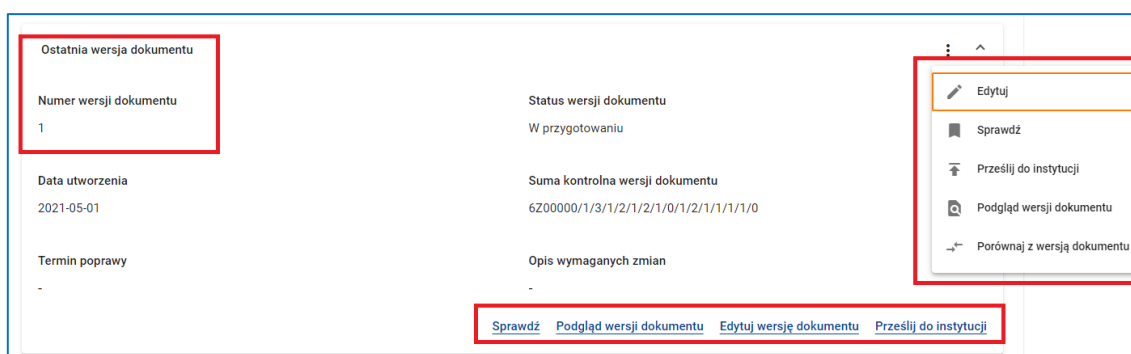 Ostatnia wersja dokumentu
Numer wersji dokumentu
1
Status wersji dokumentu
W przygotowaniu
Data utworzenia
2021-05-01
Suma kontrolna wersji dokumentu
6Z00000/1/3/1/2/1/2/1/0/1/2/1/1/1/1/0
Termin poprawy
-
Opis wymaganych zmian
-
Sprawdź Podgląd wersji dokumentu Edytuj wersję dokumentu Prześlij do instytucji
Edytuj
Sprawdź
Prześlij do instytucji
Podgląd wersji dokumentu
Porównaj z wersją dokumentu